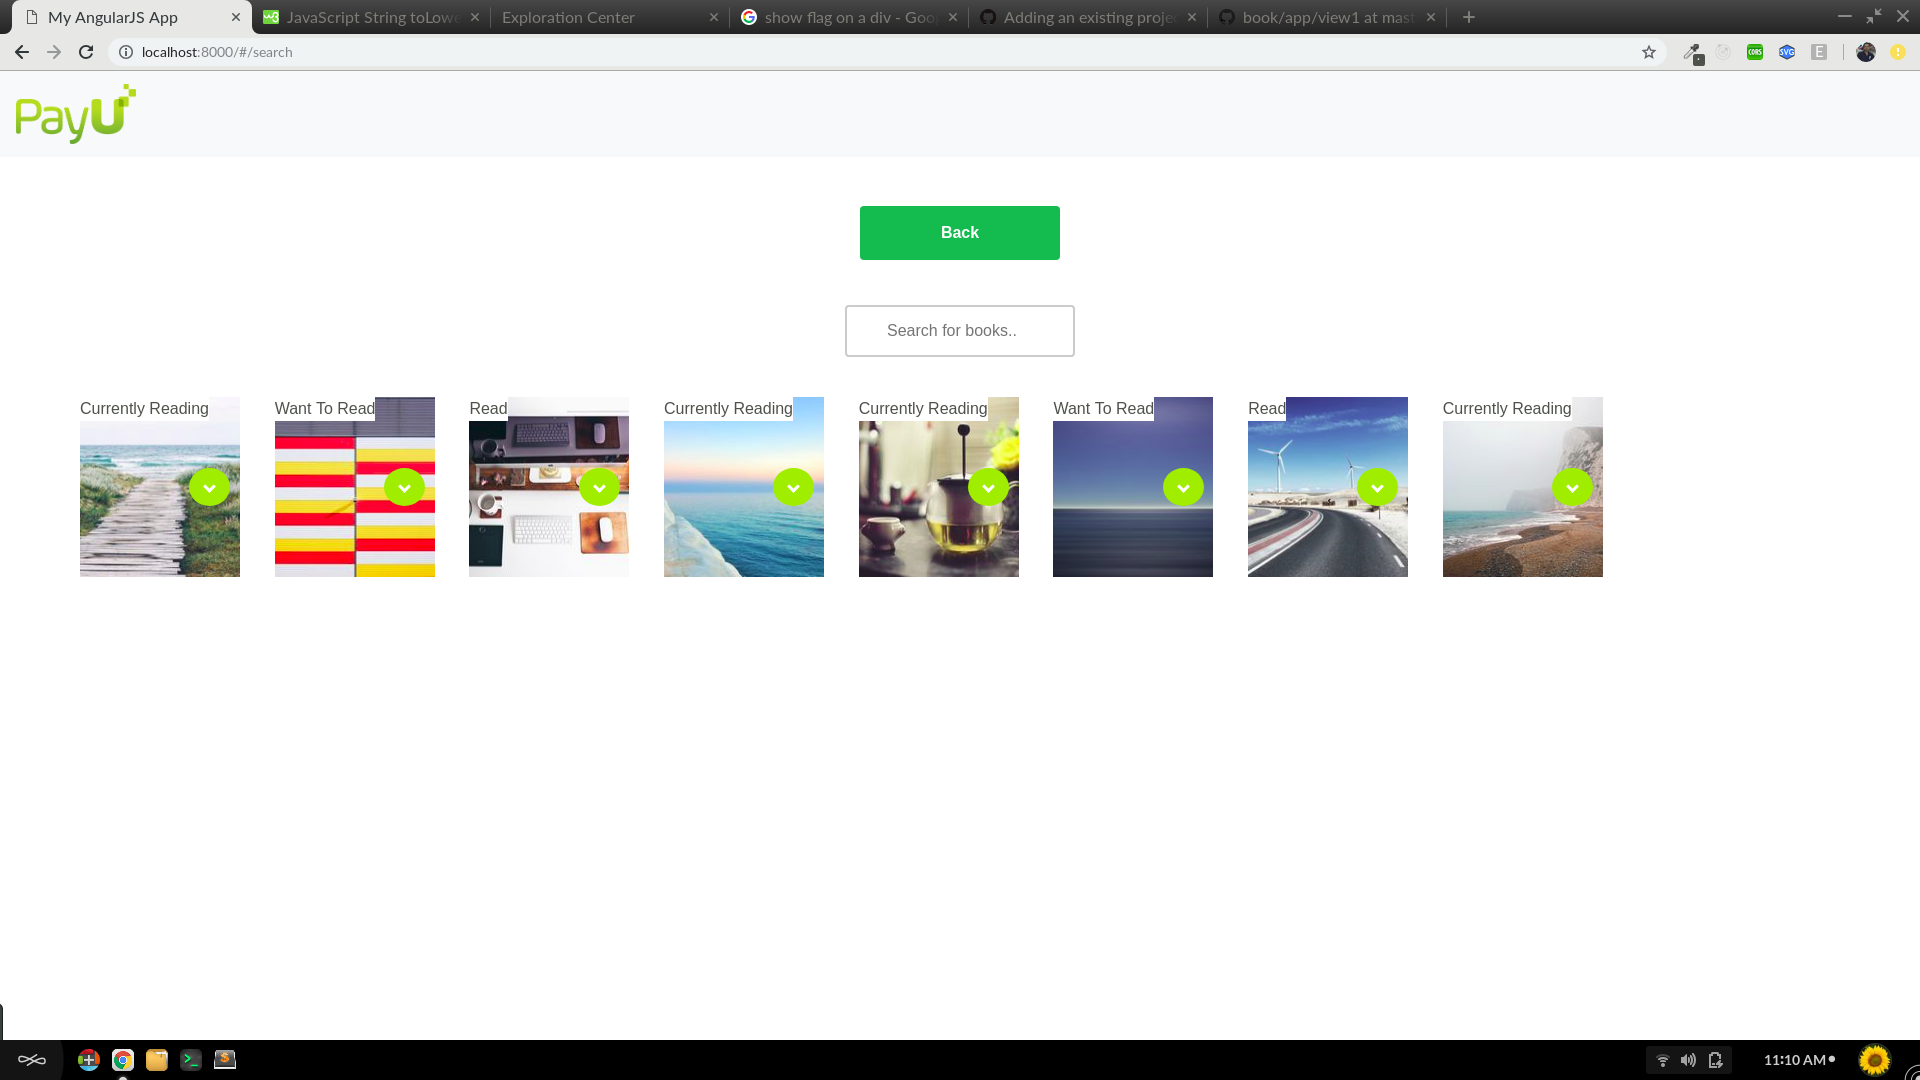 My AngularJS App
JavaScript String toLowe
Exploration Center
show flag on a div - Goo
Adding an existing proje
book/app/view1 at mast
localhost:8000/#/search
CORS
SVG
E
PayU
Back
Search for books..
Currently Reading
Want To Read
Read
Currently Reading
Currently Reading
Want To Read
Read
Currently Reading
11:10 AM